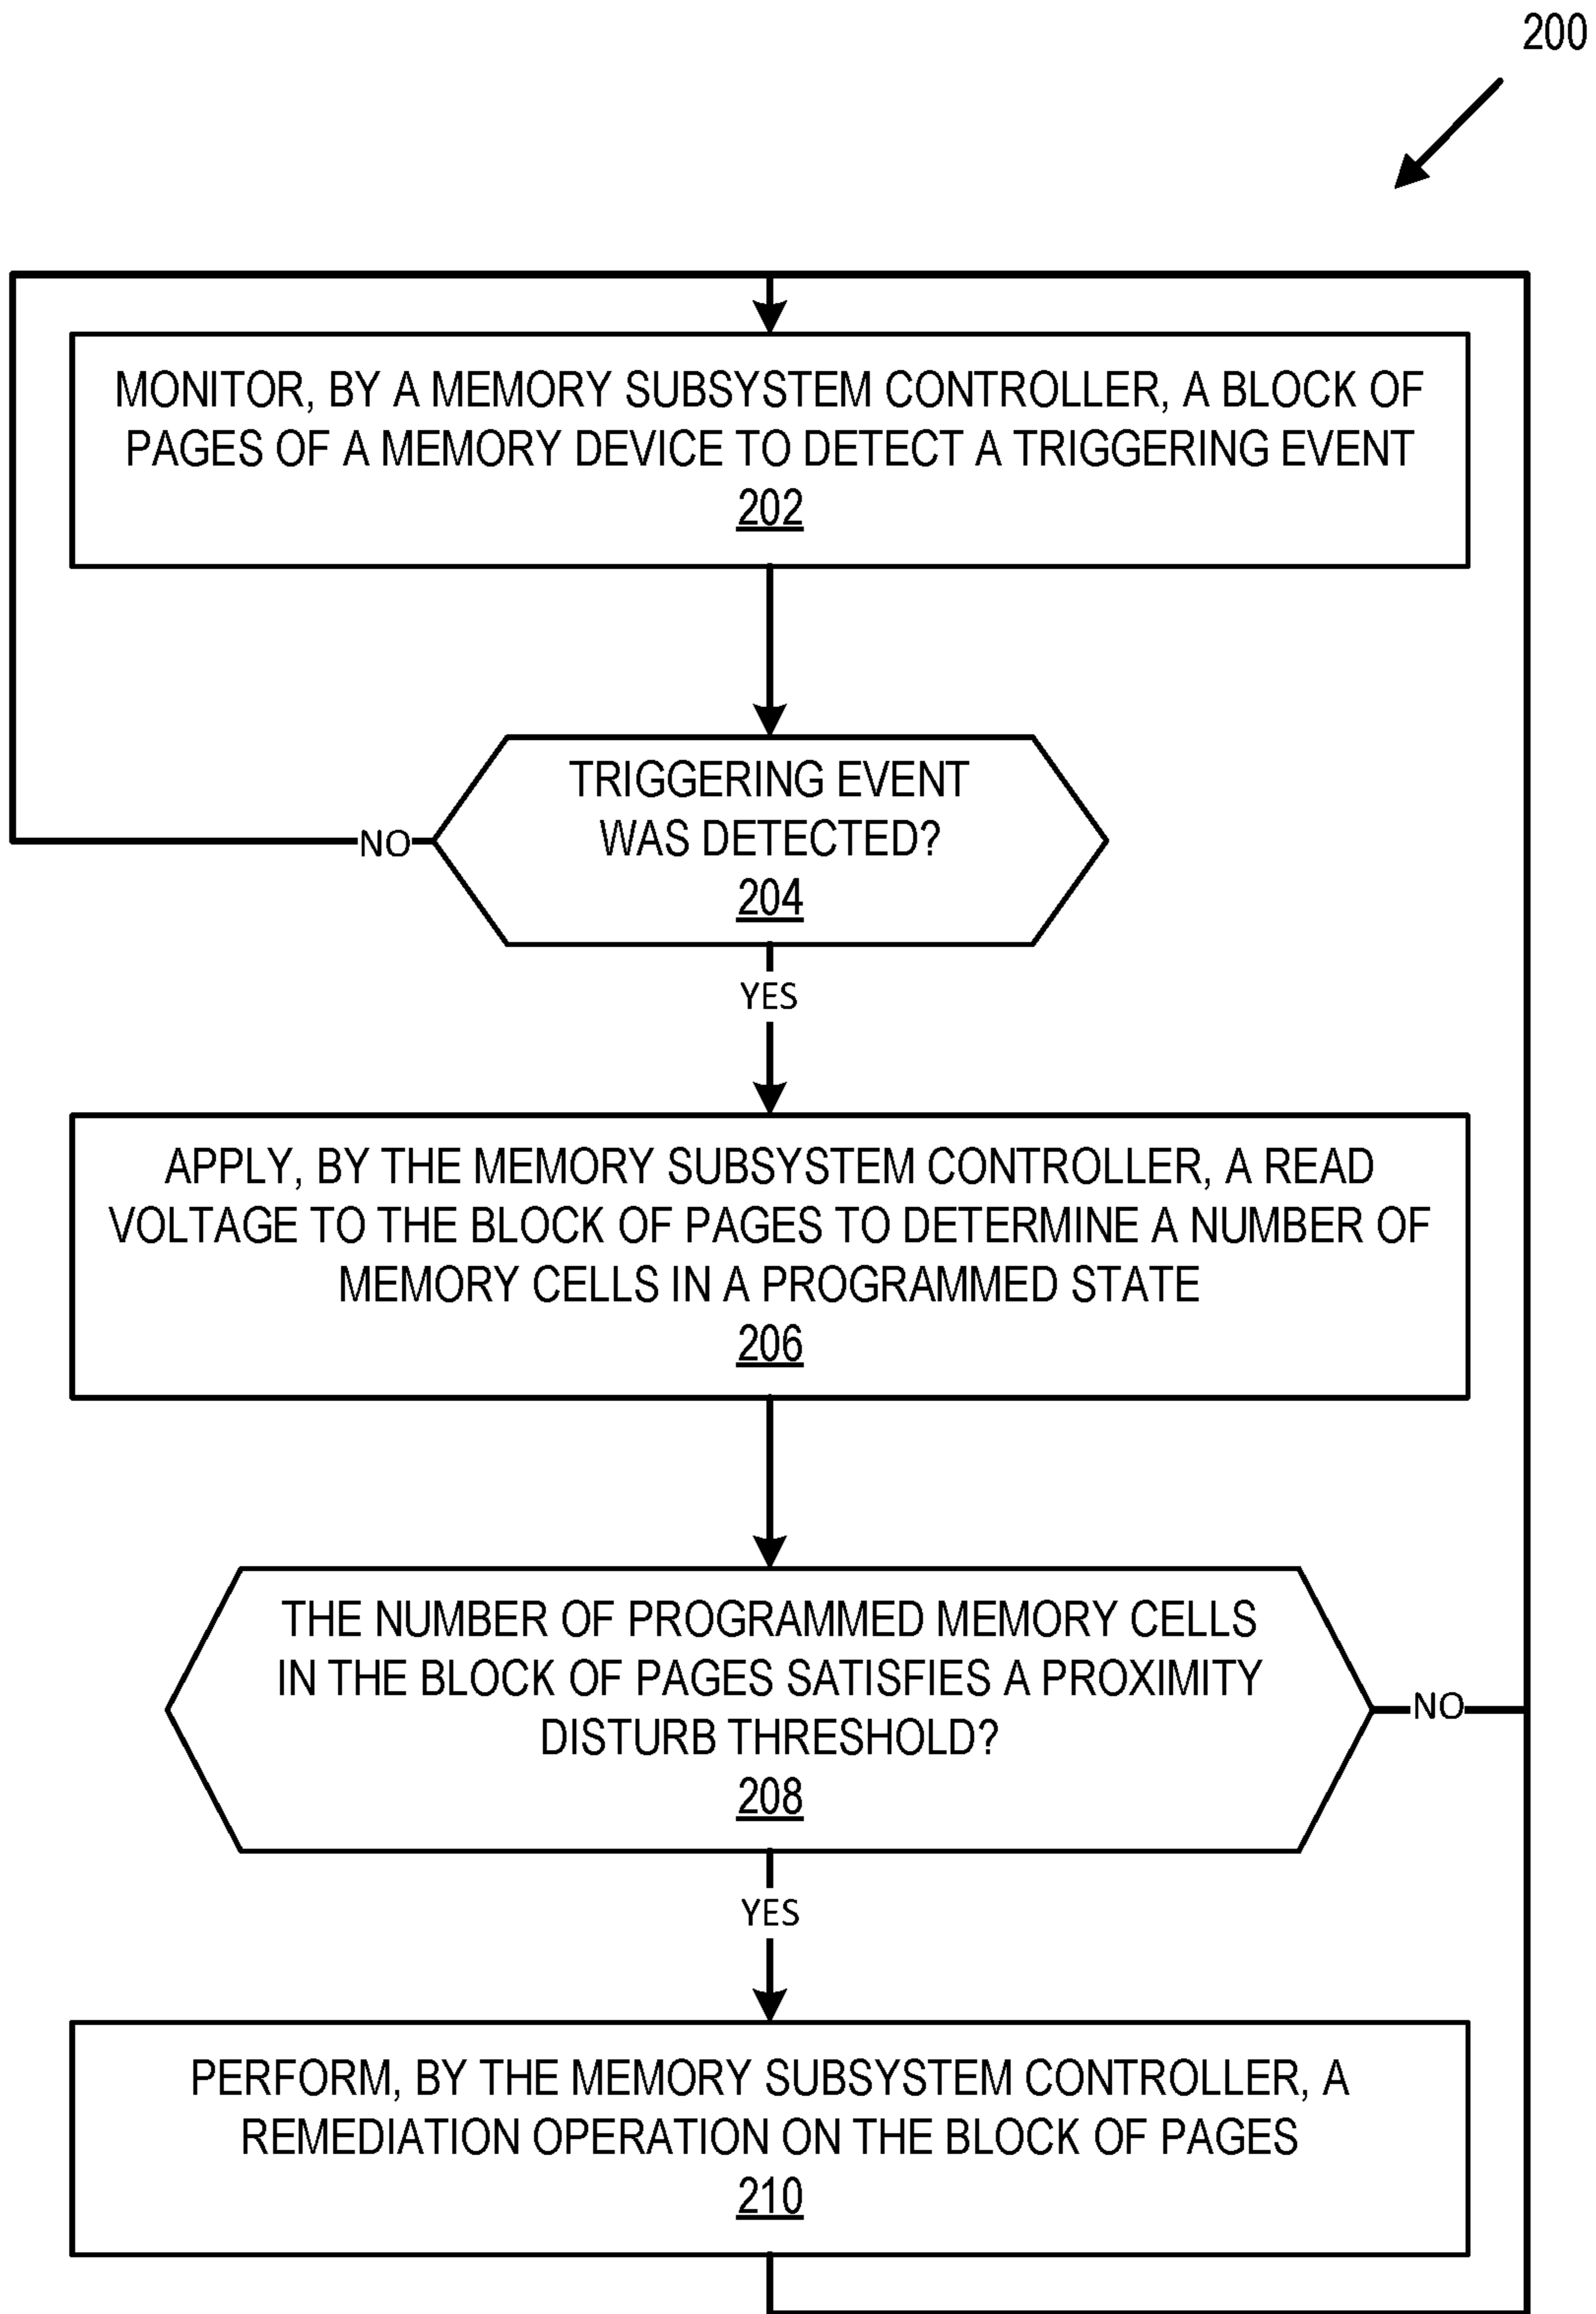 200
MONITOR, BY A MEMORY SUBSYSTEM CONTROLLER, A BLOCK OF
PAGES OF A MEMORY DEVICE TO DETECT A TRIGGERING EVENT
202
TRIGGERING EVENT
WAS DETECTED?
204
NO
YES
APPLY, BY THE MEMORY SUBSYSTEM CONTROLLER, A READ
VOLTAGE TO THE BLOCK OF PAGES TO DETERMINE A NUMBER OF
MEMORY CELLS IN A PROGRAMMED STATE
206
THE NUMBER OF PROGRAMMED MEMORY CELLS
IN THE BLOCK OF PAGES SATISFIES A PROXIMITY
DISTURB THRESHOLD?
208
NO
YES
PERFORM, BY THE MEMORY SUBSYSTEM CONTROLLER, A
REMEDIATION OPERATION ON THE BLOCK OF PAGES
210